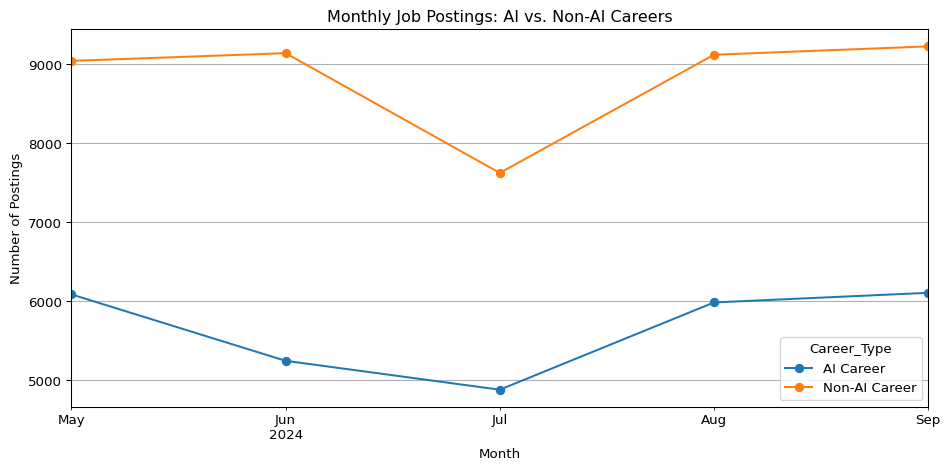 Monthly Job Postings: AI vs. Non-AI Careers
Number of Postings
9000
8000
7000
6000
5000
Career_Type
AI Career
Non-AI Career
May
Jun
2024
Jul
Aug
Sep
Month